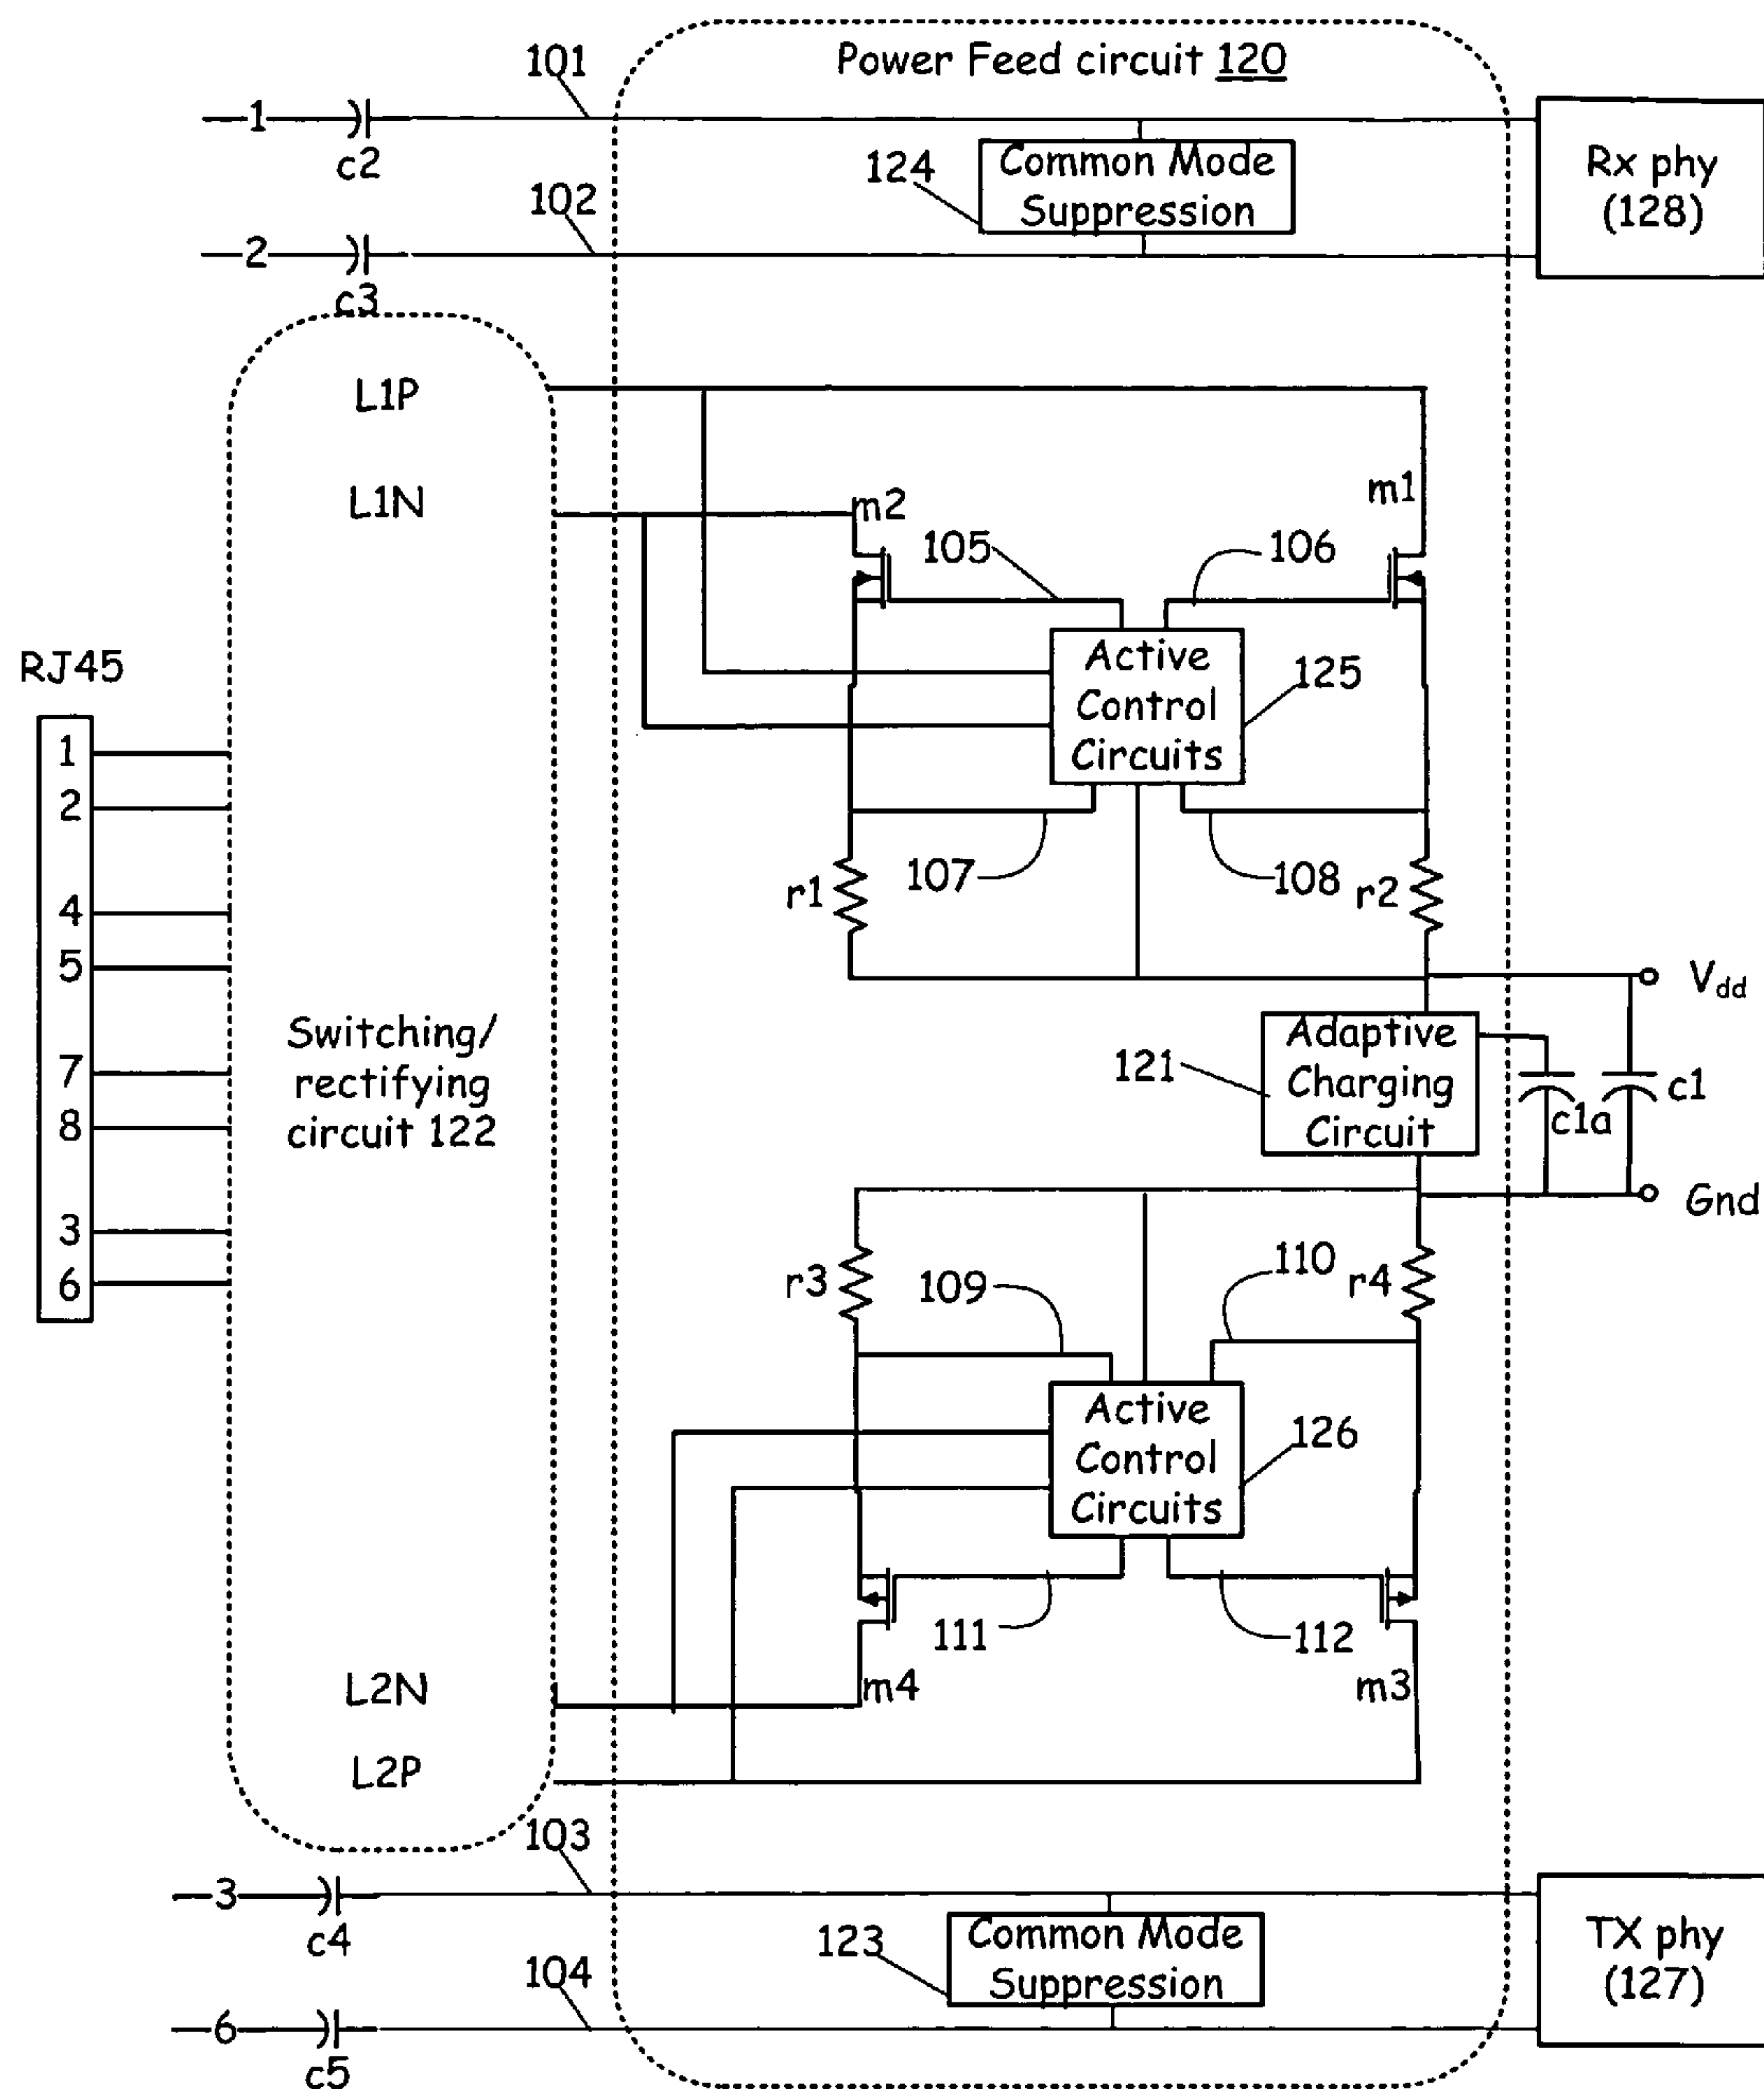 Power Feed circuit 120
101
1
c2
124
Common Mode
Suppression
Rx phy
(128)
102
2
c3
L1P
L1N
m2
m1
105
106
RJ45
Active
Control
Circuits
125
1
2
107
108
r1
r2
4
5
Vdd
Switching/
rectifying
circuit 122
7
8
121
Adaptive
Charging
Circuit
c1a
c1
Gnd
3
6
r3
109
110
r4
Active
Control
Circuits
126
111
112
L2N
m4
m3
L2P
103
3
c4
123
Common Mode
Suppression
TX phy
(127)
104
6
c5